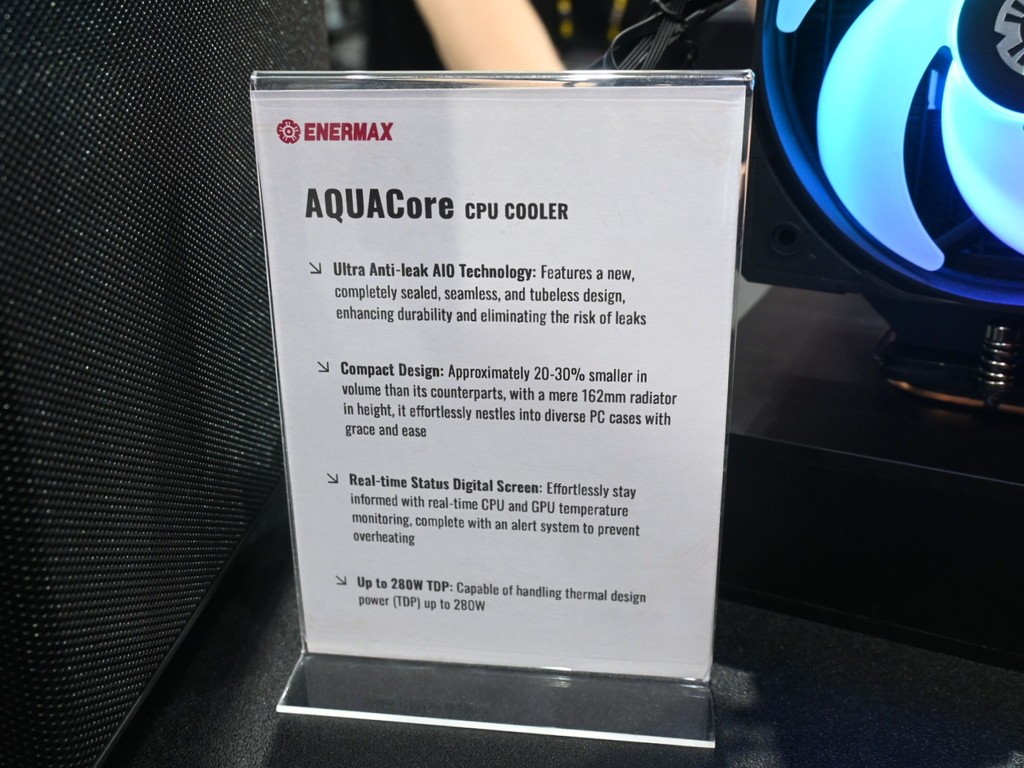 ENERMAX
AQUACore CPU COOLER
Ultra Anti-leak AIO Technology: Features a new,
completely sealed, seamless, and tubeless design,
enhancing durability and eliminating the risk of leaks
Compact Design: Approximately 20-30% smaller in
volume than its counterparts, with a mere 162mm radiator
in height, it effortlessly nestles into diverse PC cases with
grace and ease
Real-time Status Digital Screen: Effortlessly stay
informed with real-time CPU and GPU temperature
monitoring, complete with an alert system to prevent
overheating
Up to 280W TDP: Capable of handling thermal design
power (TDP) up to 280W